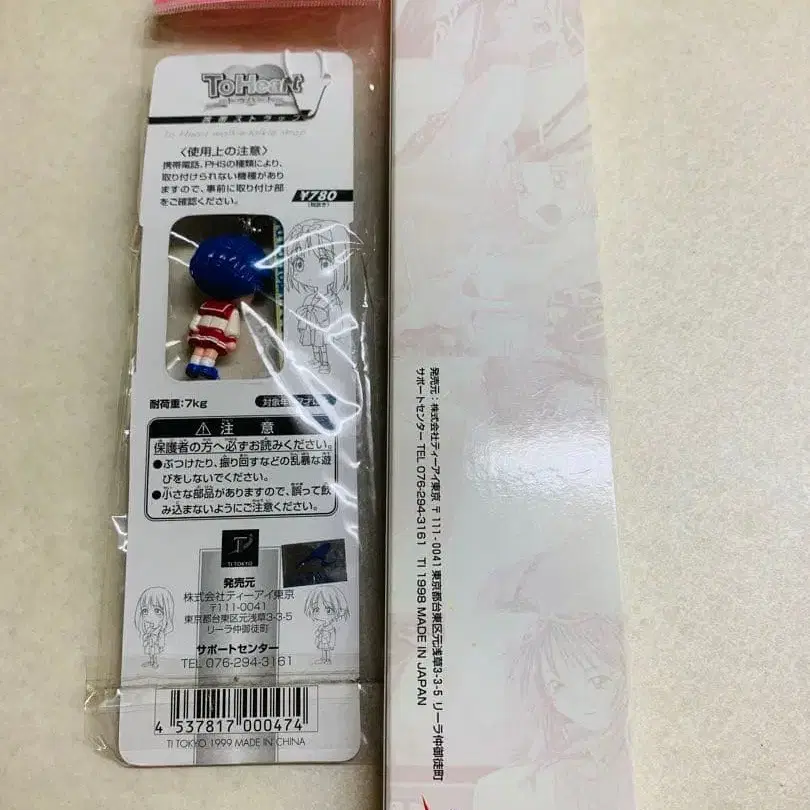 ToHeart
トゥハート
携帯ストラップ
〈使用上の注意〉
携帯電話、PHSの種類により、
取り付けられない機種があり
ますので、事前に取り付け部
をご確認ください。
¥780
(税抜き)
耐荷重:7kg
対象年
⚠注意
保護者の方へ必ずお読みください。
●ぶつけたり、振り回すなどの乱暴な遊
びをしないでください。
●小さな部品がありますので、誤って飲
み込まないようにご注意ください。
TI TOKYO
発売元
株式会社ティーアイ東京
〒111-0041
東京都台東区元浅草3-3-5
リーラ仲御徒町
サポートセンター
TEL 076-294-3161
4 537817 000474
TI TOKYO 1999 MADE IN CHINA
発売元:株式会社ティーアイ東京 〒111-0041 東京都台東区元浅草3-3-5 リーラ仲御徒町
サポートセンター TEL 076-294-3161 TI 1998 MADE IN JAPAN